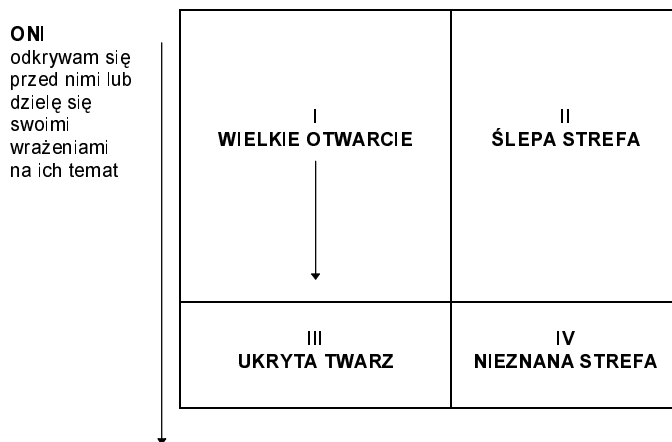 ONI
odkrywam się
przed nimi lub
dzielę się
swoimi
wrażeniami
na ich temat
I
WIELKIE OTWARCIE
II
ŚLEPA STREFA
III
UKRYTA TWARZ
IV
NIEZNANA STREFA